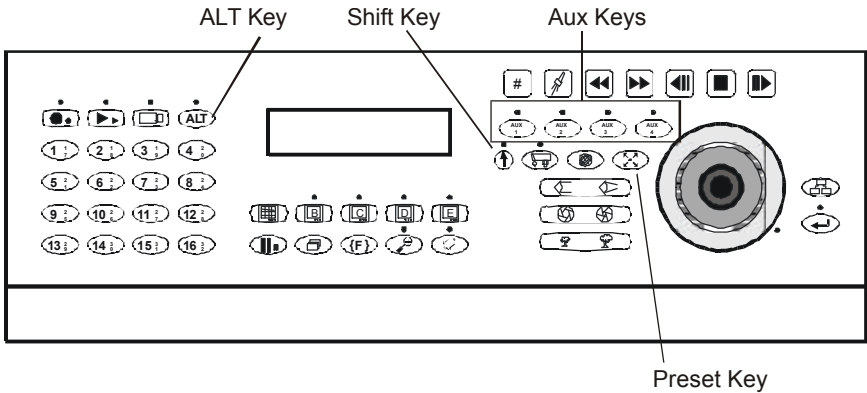 ALT Key Shift Key Aux Keys
#
ALT AUX 1 AUX 2 AUX 3 AUX 4
1 2 3 4
5 6 7 8
9 10 11 12
B C D E
{F}
13 14 15 16
Preset Key